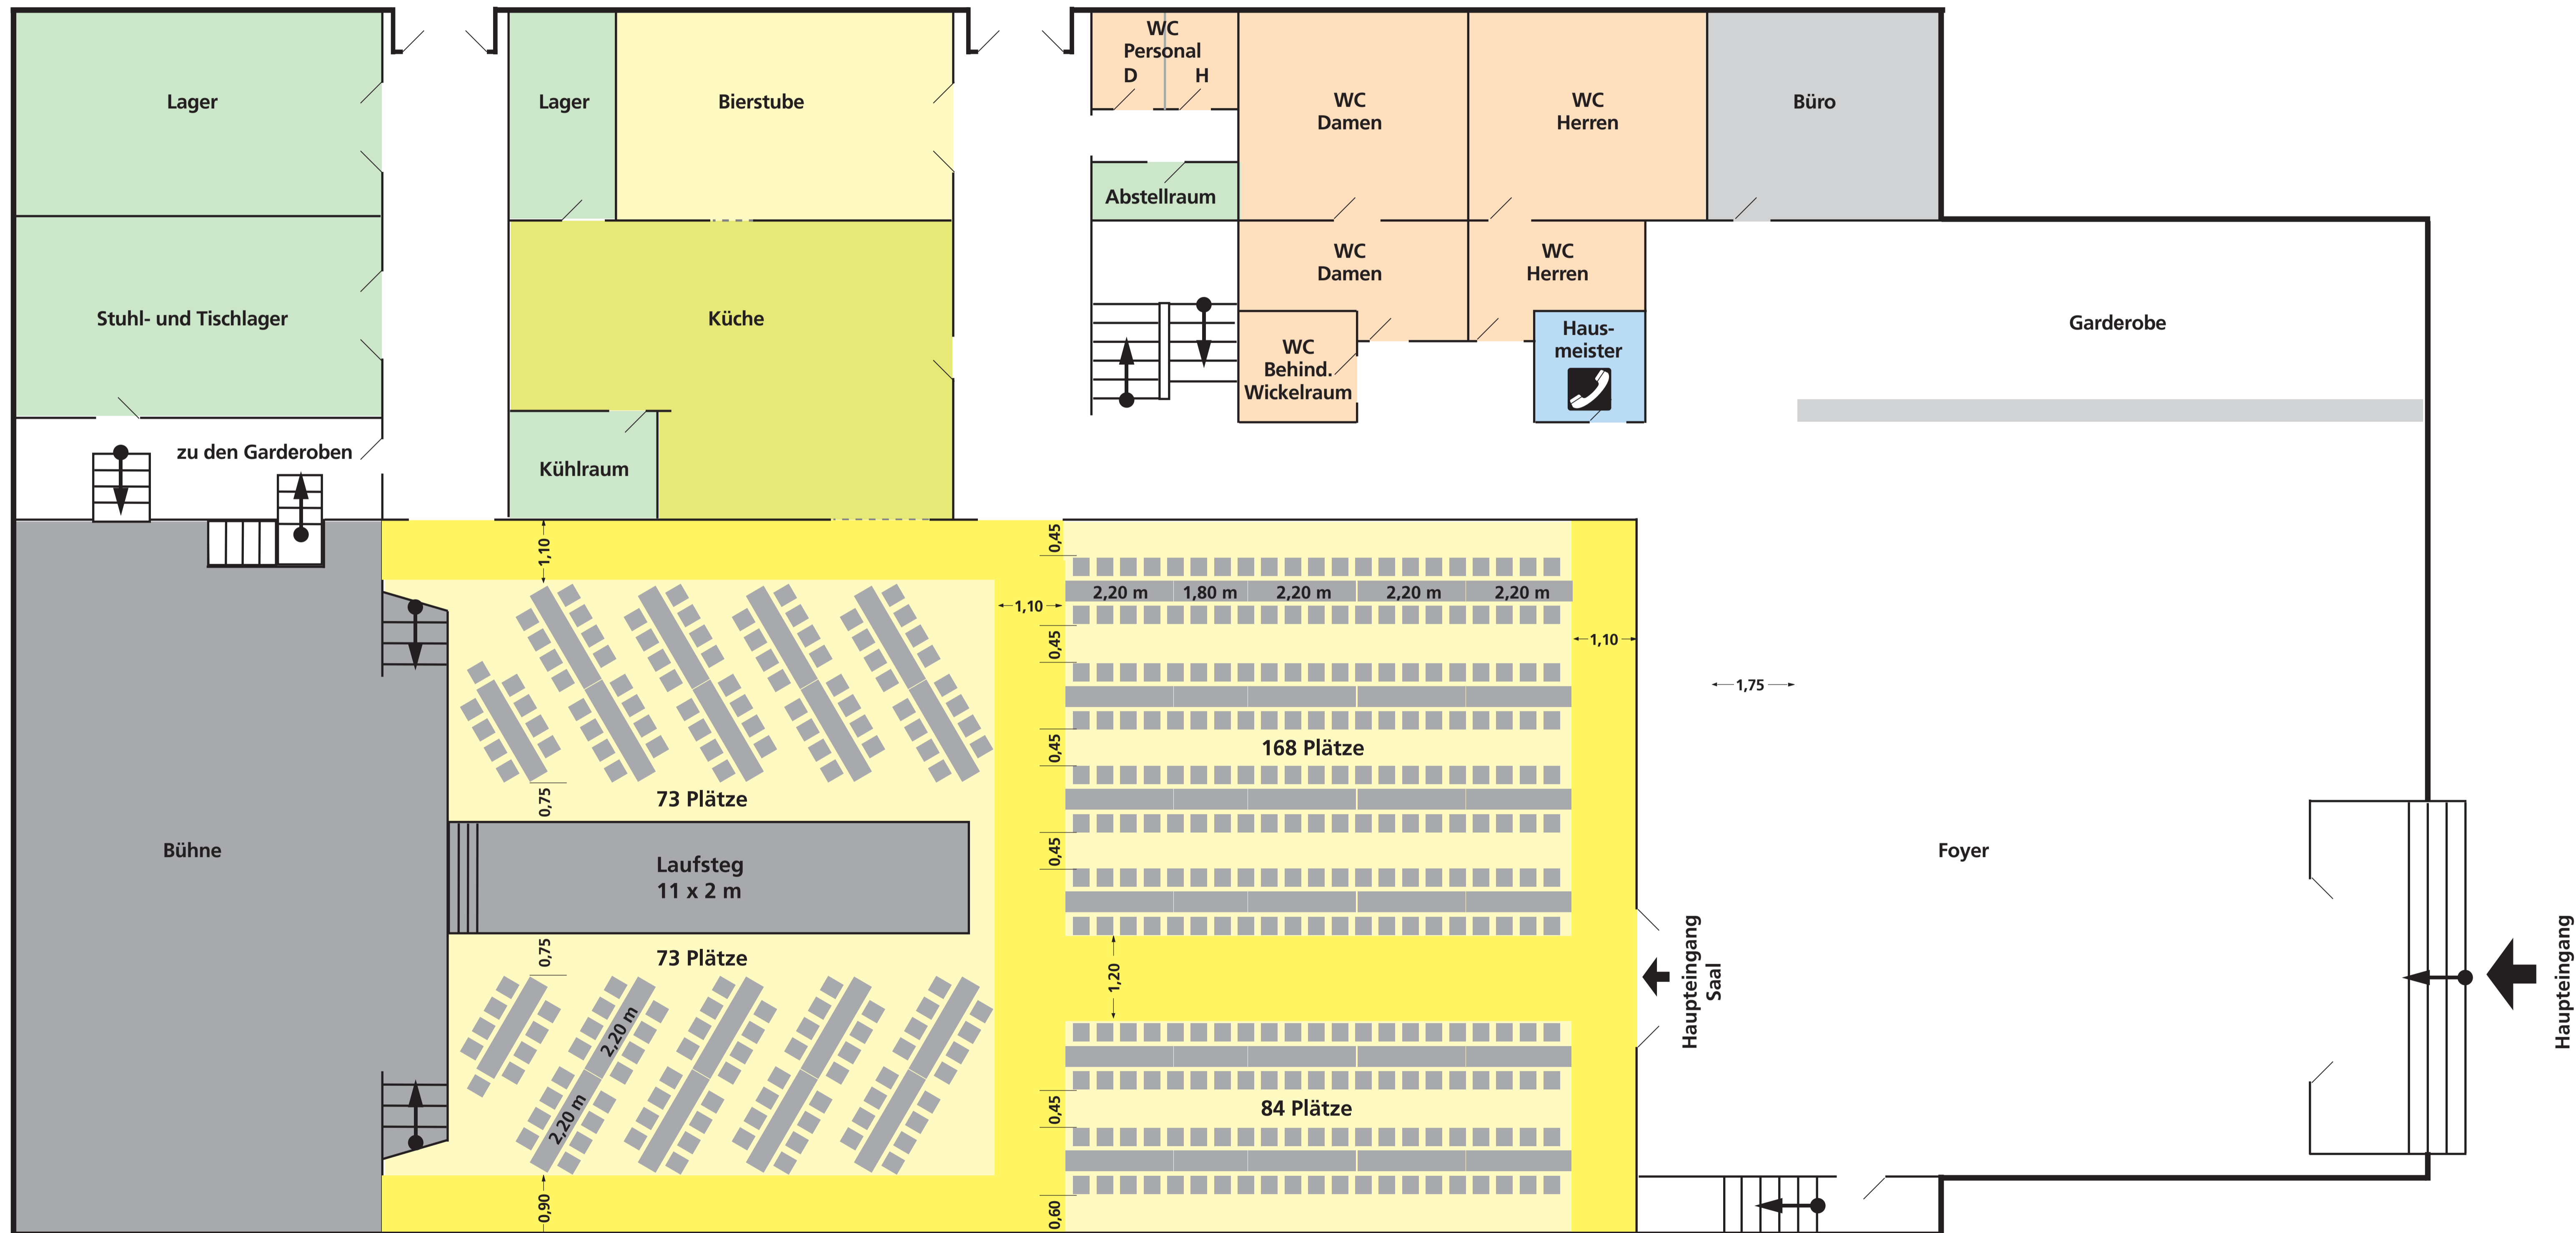 WC
Personal
D H
Lager
Lager
Bierstube
WC
Damen
WC
Herren
Büro
Abstellraum
WC
Damen
WC
Herren
Stuhl- und Tischlager
Küche
Haus-
meister
Garderobe
WC
Behind.
Wickelraum
zu den Garderoben
Kühlraum
1,10
0,45
2,20 m 1,80 m 2,20 m 2,20 m 2,20 m
1,10
0,45
1,10
1,75
0,45
168 Plätze
0,75
73 Plätze
Bühne
Laufsteg
11 x 2 m
0,45
Foyer
0,75
73 Plätze
1,20
Haupteingang
Saal
Haupteingang
2,20 m
2,20 m
0,45
84 Plätze
0,90
0,60